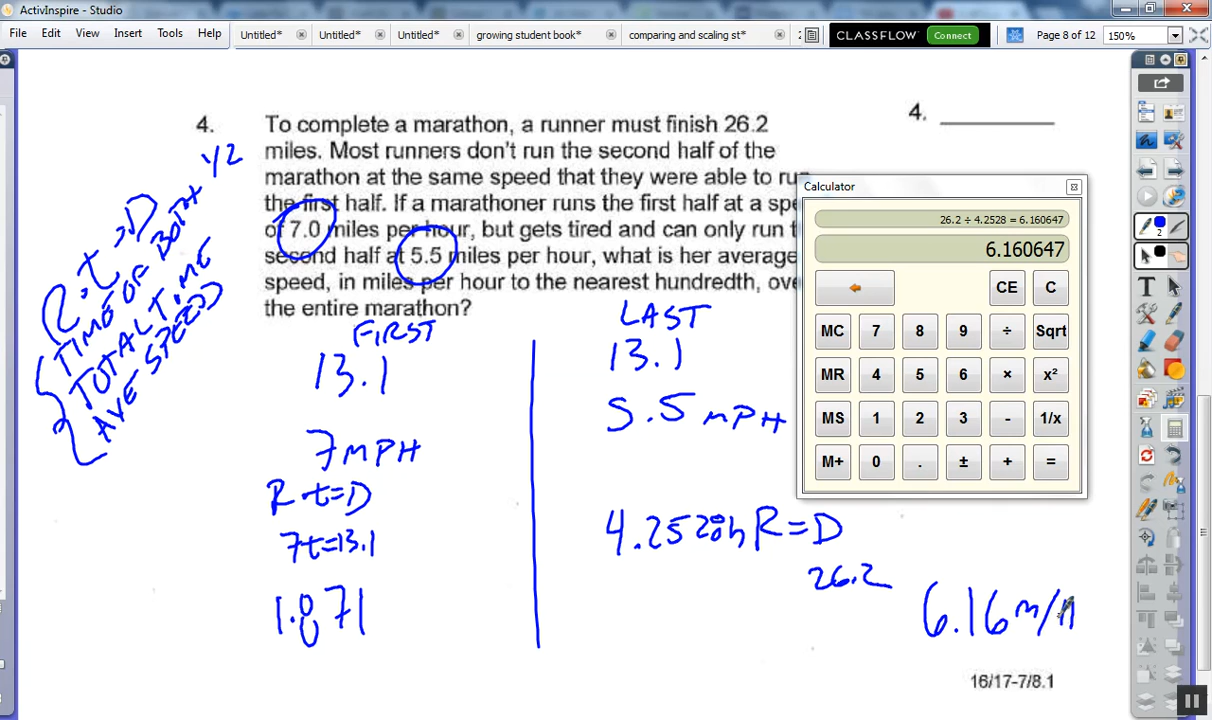 ActivInspire - Studio
File Edit View Insert Tools Help
Untitled* Untitled* Untitled* growing student book* comparing and scaling st* CLASSFLOW Connect Page 8 of 12 150%
4. To complete a marathon, a runner must finish 26.2
miles. Most runners don't run the second half of the
marathon at the same speed that they were able to run
the first half. If a marathoner runs the first half at a spe
of 7.0 miles per hour, but gets tired and can only run t
second half at 5.5 miles per hour, what is her average
speed, in miles per hour to the nearest hundredth, ove
the entire marathon?
4.
1/2
R.t=D
TIME OF BOTH
TOTAL TIME
AVE SPEED
FIRST
13.1
7 MPH
R t=D
7t=13.1
LAST
13.1
5.5 MPH
R=D
26.2
6.16
Calculator
26.2 ÷ 4.2528 = 6.160647
6.160647
CE C
MC 7 8 9 ÷ Sqrt
MR 4 5 6 × x²
MS 1 2 3 - 1/x
M+ 0 . ± + =
2
T
16/17-7/8.1